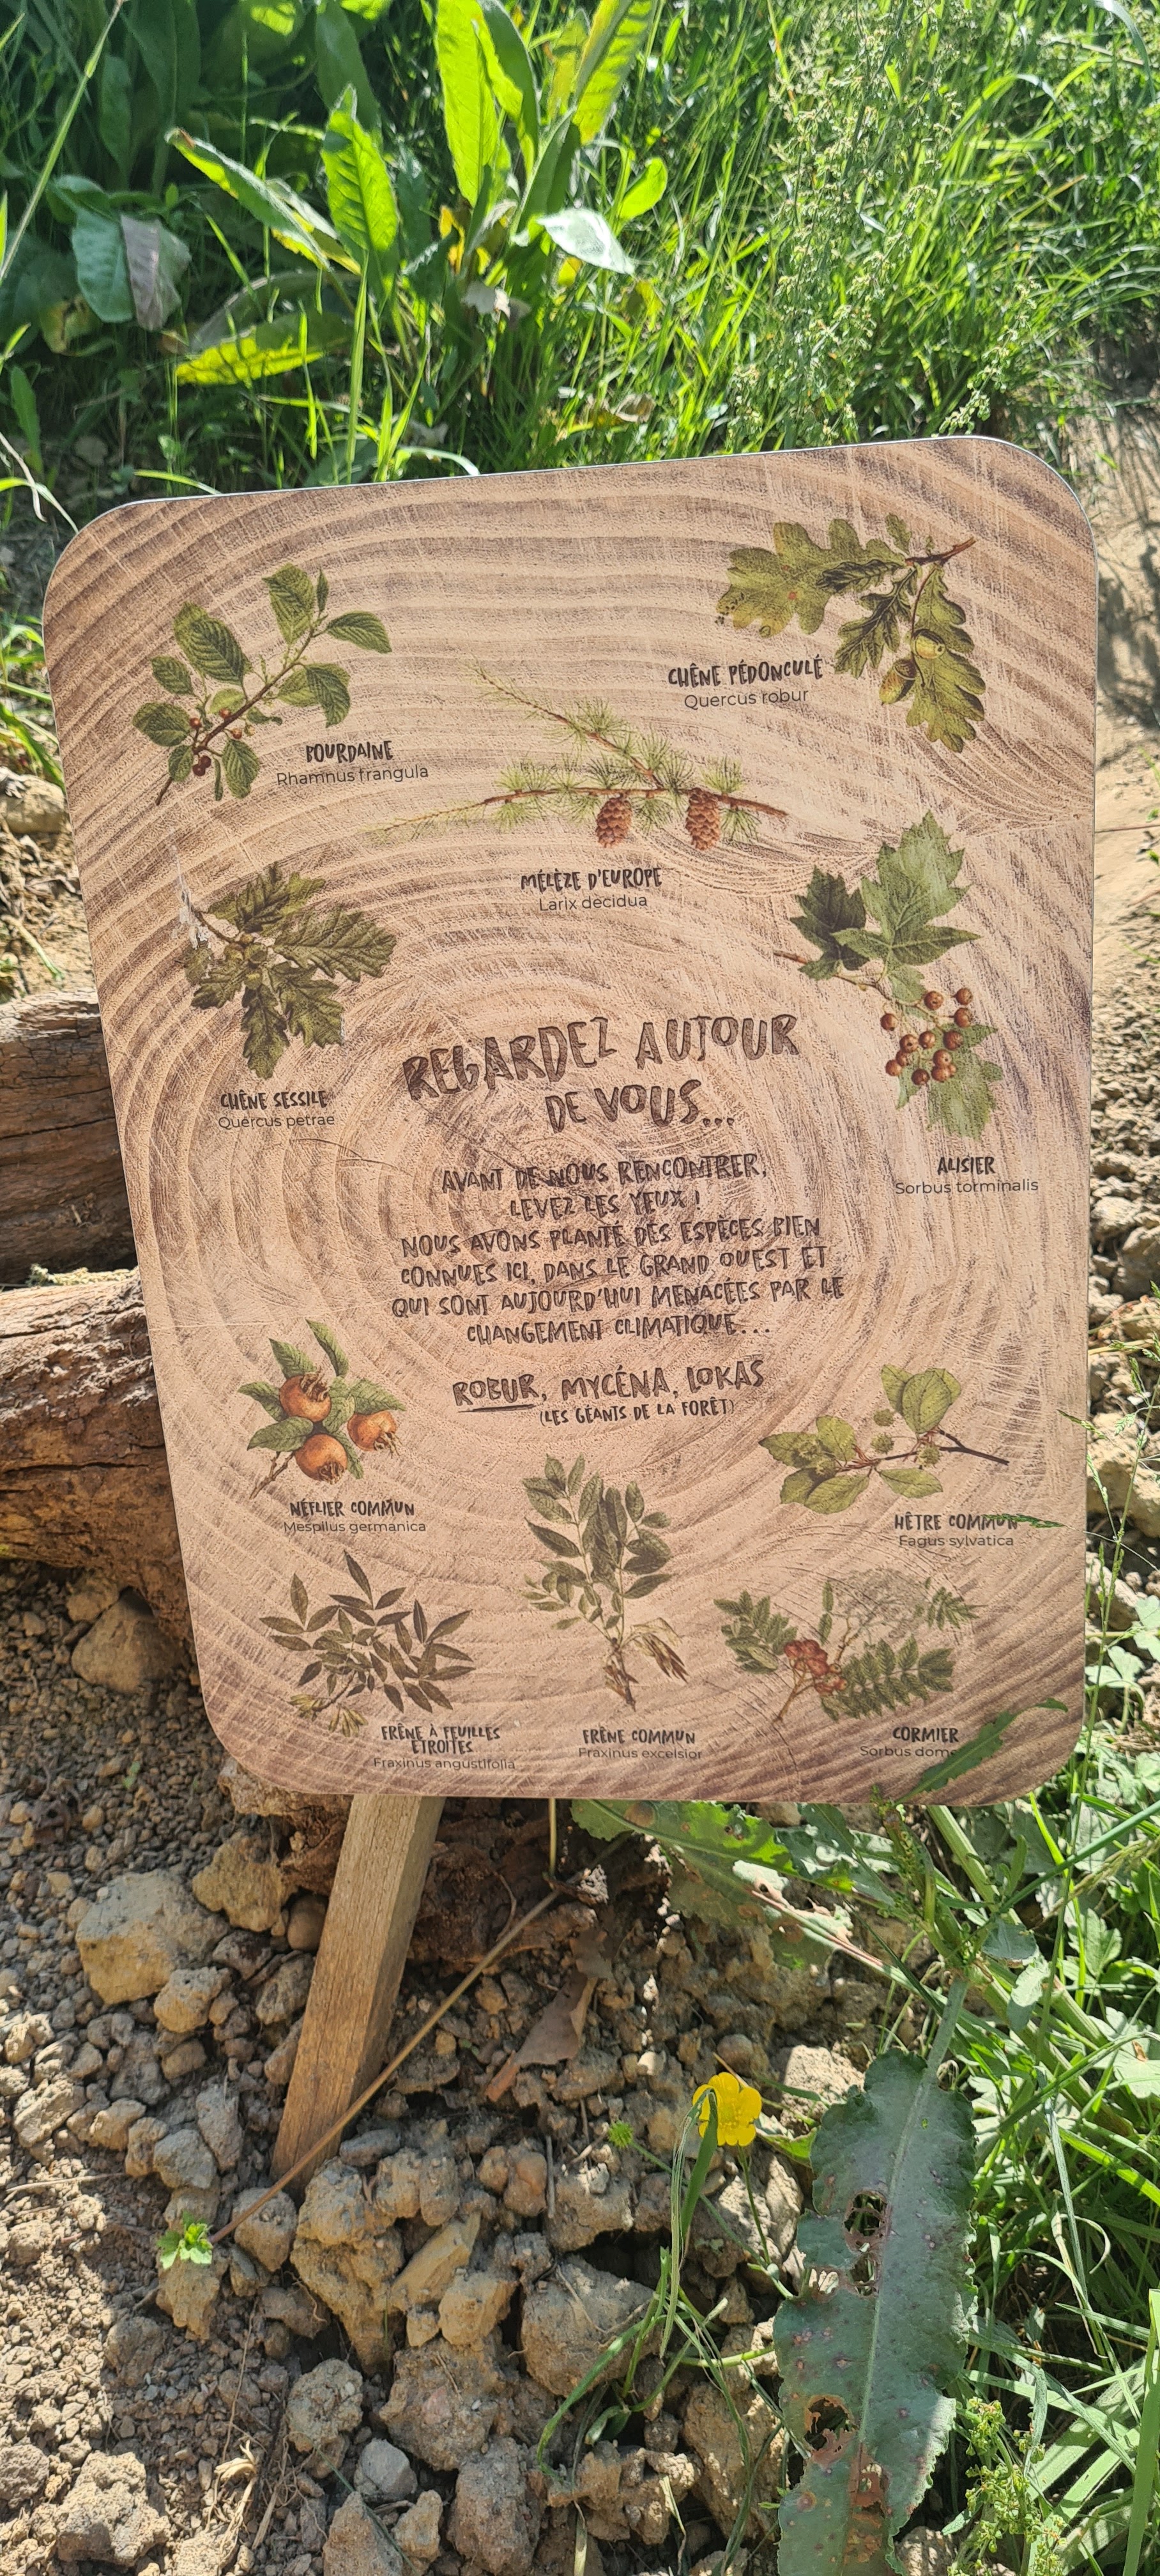 CHÊNE PÉDONCULÉ
Quercus robur
BOURDAINE
Rhamnus frangula
MÉLÈZE D'EUROPE
Larix decidua
CHÊNE SESSILE
Quercus petrae
REGARDEZ AUTOUR
DE VOUS...
ALISIER
Sorbus torminalis
AVANT DE NOUS RENCONTRER,
LEVEZ LES YEUX !
NOUS AVONS PLANTÉ DES ESPÈCES BIEN
CONNUES ICI, DANS LE GRAND OUEST ET
QUI SONT AUJOURD'HUI MENACÉES PAR LE
CHANGEMENT CLIMATIQUE...
ROBUR, MYCÉNA, LOKAS
(LES GÉANTS DE LA FORÊT)
NÉFLIER COMMUN
Mespilus germanica
HÊTRE COMMUN
Fagus sylvatica
FRÊNE À FEUILLES
ÉTROITES
Fraxinus angustifolia
FRÊNE COMMUN
Fraxinus excelsior
CORMIER
Sorbus